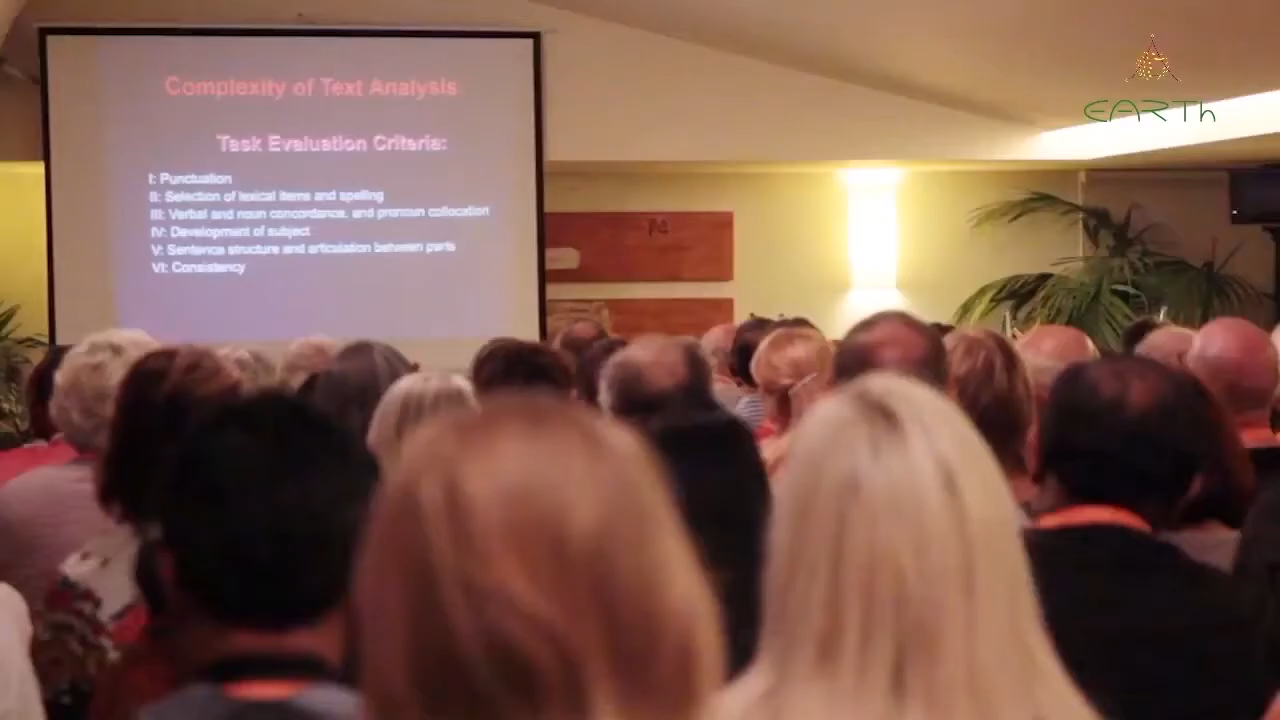 Complexity of Text Analysis
Task Evaluation Criteria:
I: Punctuation
II: Selection of lexical items and spelling
III: Verbal and noun concordance, and pronoun collocation
IV: Development of subject
V: Sentence structure and articulation between parts
VI: Consistency
EARTh